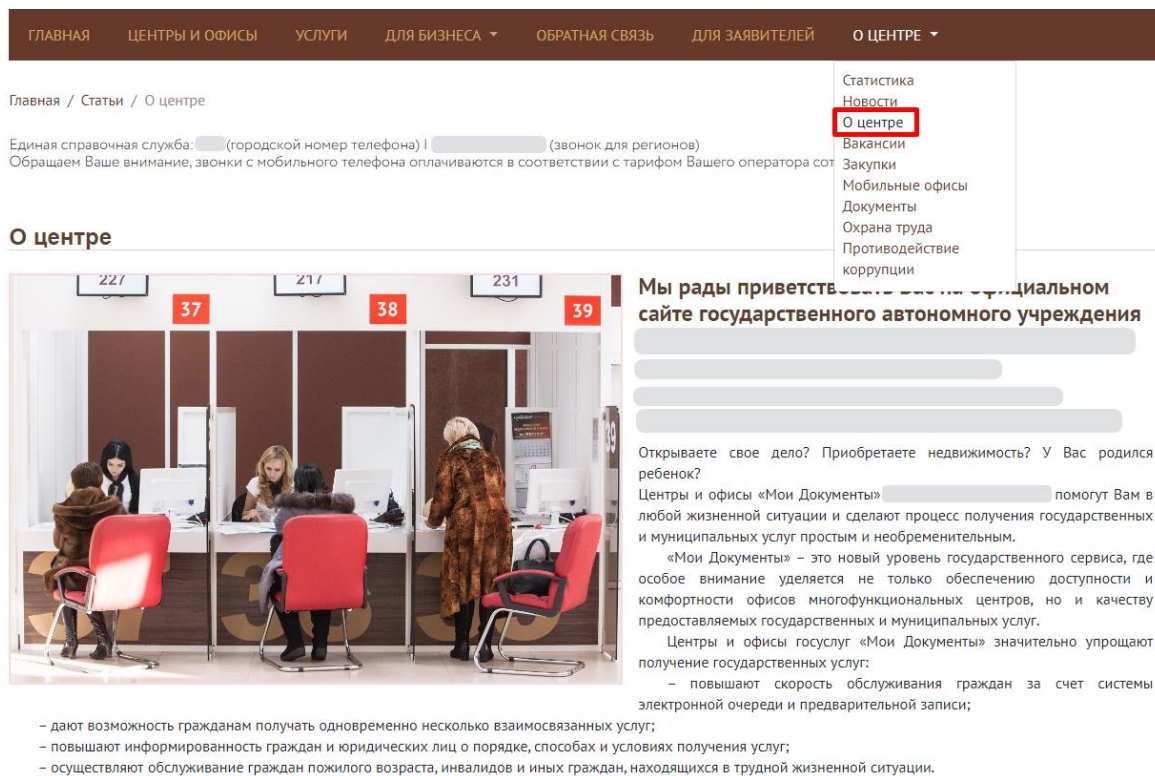 ГЛАВНАЯ ЦЕНТРЫ И ОФИСЫ УСЛУГИ ДЛЯ БИЗНЕСА ОБРАТНАЯ СВЯЗЬ ДЛЯ ЗАЯВИТЕЛЕЙ О ЦЕНТРЕ
Статистика
Новости
О центре
Вакансии
Закупки
Мобильные офисы
Документы
Охрана труда
Противодействие
коррупции
Главная / Статьи / О центре
Единая справочная служба: (городской номер телефона) I (звонок для регионов)
Обращаем Ваше внимание, звонки с мобильного телефона оплачиваются в соответствии с тарифом Вашего оператора сот
О центре
227 217 231
37 38 39
39
Мы рады приветствовать Вас на официальном
сайте государственного автономного учреждения
Открываете свое дело? Приобретаете недвижимость? У Вас родился
ребенок?
Центры и офисы «Мои Документы» помогут Вам в
любой жизненной ситуации и сделают процесс получения государственных
и муниципальных услуг простым и необременительным.
«Мои Документы» – это новый уровень государственного сервиса, где
особое внимание уделяется не только обеспечению доступности и
комфортности офисов многофункциональных центров, но и качеству
предоставляемых государственных и муниципальных услуг.
Центры и офисы госуслуг «Мои Документы» значительно упрощают
получение государственных услуг:
– повышают скорость обслуживания граждан за счет системы
электронной очереди и предварительной записи;
– дают возможность гражданам получать одновременно несколько взаимосвязанных услуг;
– повышают информированность граждан и юридических лиц о порядке, способах и условиях получения услуг;
– осуществляют обслуживание граждан пожилого возраста, инвалидов и иных граждан, находящихся в трудной жизненной ситуации.